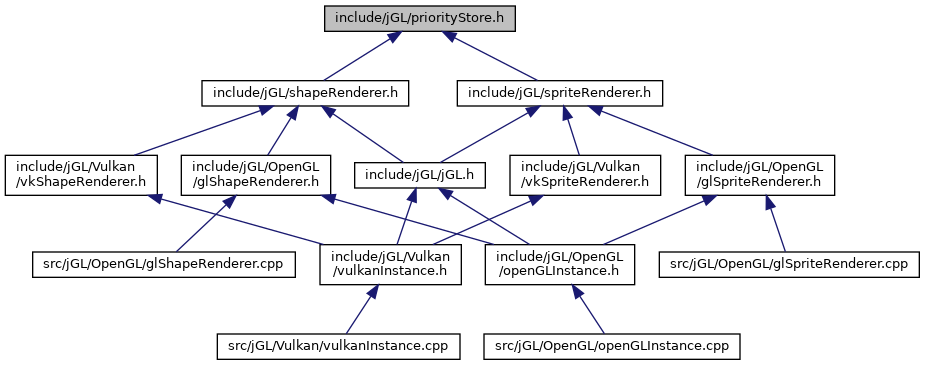 include/jGL/priorityStore.h
include/jGL/shapeRenderer.h
include/jGL/spriteRenderer.h
include/jGL/Vulkan
/vkShapeRenderer.h
include/jGL/OpenGL
/glShapeRenderer.h
include/jGL/jGL.h
include/jGL/Vulkan
/vkSpriteRenderer.h
include/jGL/OpenGL
/glSpriteRenderer.h
src/jGL/OpenGL/glShapeRenderer.cpp
include/jGL/Vulkan
/vulkanInstance.h
include/jGL/OpenGL
/openGLInstance.h
src/jGL/OpenGL/glSpriteRenderer.cpp
src/jGL/Vulkan/vulkanInstance.cpp
src/jGL/OpenGL/openGLInstance.cpp